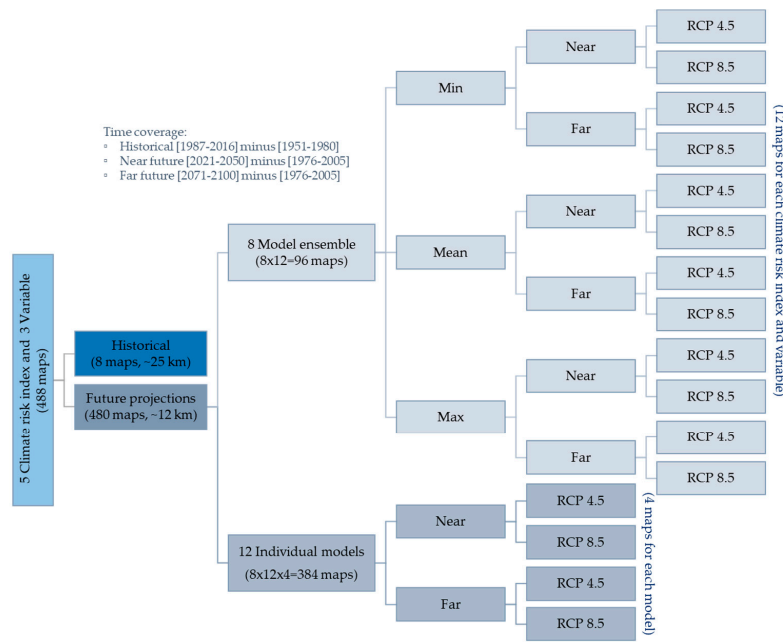 Time coverage:
▫ Historical [1987-2016] minus [1951-1980]
▫ Near future [2021-2050] minus [1976-2005]
▫ Far future [2071-2100] minus [1976-2005]
5 Climate risk index and 3 Variable
(488 maps)
Historical
(8 maps, ~25 km)
Future projections
(480 maps, ~12 km)
8 Model ensemble
(8x12=96 maps)
Min
Near
RCP 4.5
RCP 8.5
Far
RCP 4.5
RCP 8.5
Mean
Near
RCP 4.5
RCP 8.5
Far
RCP 4.5
RCP 8.5
Max
Near
RCP 4.5
RCP 8.5
Far
RCP 4.5
RCP 8.5
(12 maps for each climate risk index and variable)
12 Individual models
(8x12x4=384 maps)
Near
RCP 4.5
RCP 8.5
Far
RCP 4.5
RCP 8.5
(4 maps for each model)